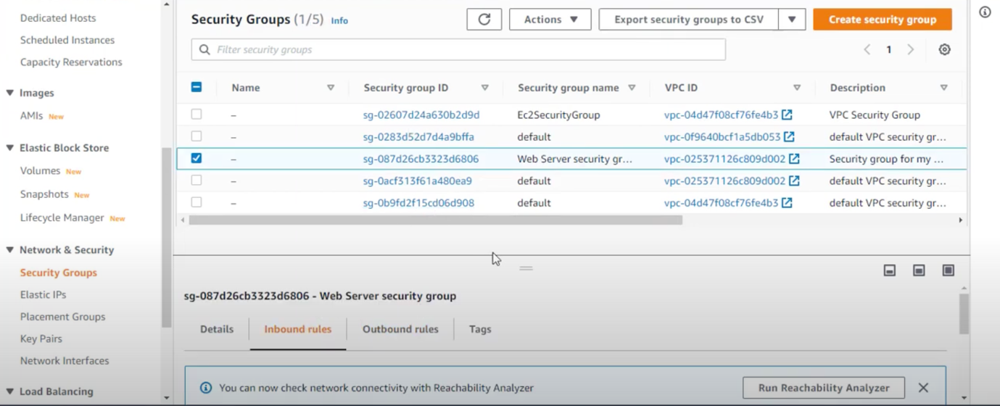 Dedicated Hosts
Scheduled Instances
Capacity Reservations
Images
AMIs New
Elastic Block Store
Volumes New
Snapshots New
Lifecycle Manager New
Network & Security
Security Groups
Elastic IPs
Placement Groups
Key Pairs
Network Interfaces
Load Balancing
Security Groups (1/5) Info
Actions
Export security groups to CSV
Create security group
Filter security groups
1
Name Security group ID Security group name VPC ID Description
– sg-02607d24a630b2d9d Ec2SecurityGroup vpc-04d47f08cf76fe4b3 VPC Security Group
– sg-0283d52d7d4a9bffa default vpc-0f9640bcf1a5db053 default VPC security gr...
– sg-087d26cb3323d6806 Web Server security gr... vpc-025371126c809d002 Security group for my ...
– sg-0acf313f61a480ea9 default vpc-025371126c809d002 default VPC security gr...
– sg-0b9fd2f15cd06d908 default vpc-04d47f08cf76fe4b3 default VPC security gr...
sg-087d26cb3323d6806 - Web Server security group
Details Inbound rules Outbound rules Tags
You can now check network connectivity with Reachability Analyzer
Run Reachability Analyzer